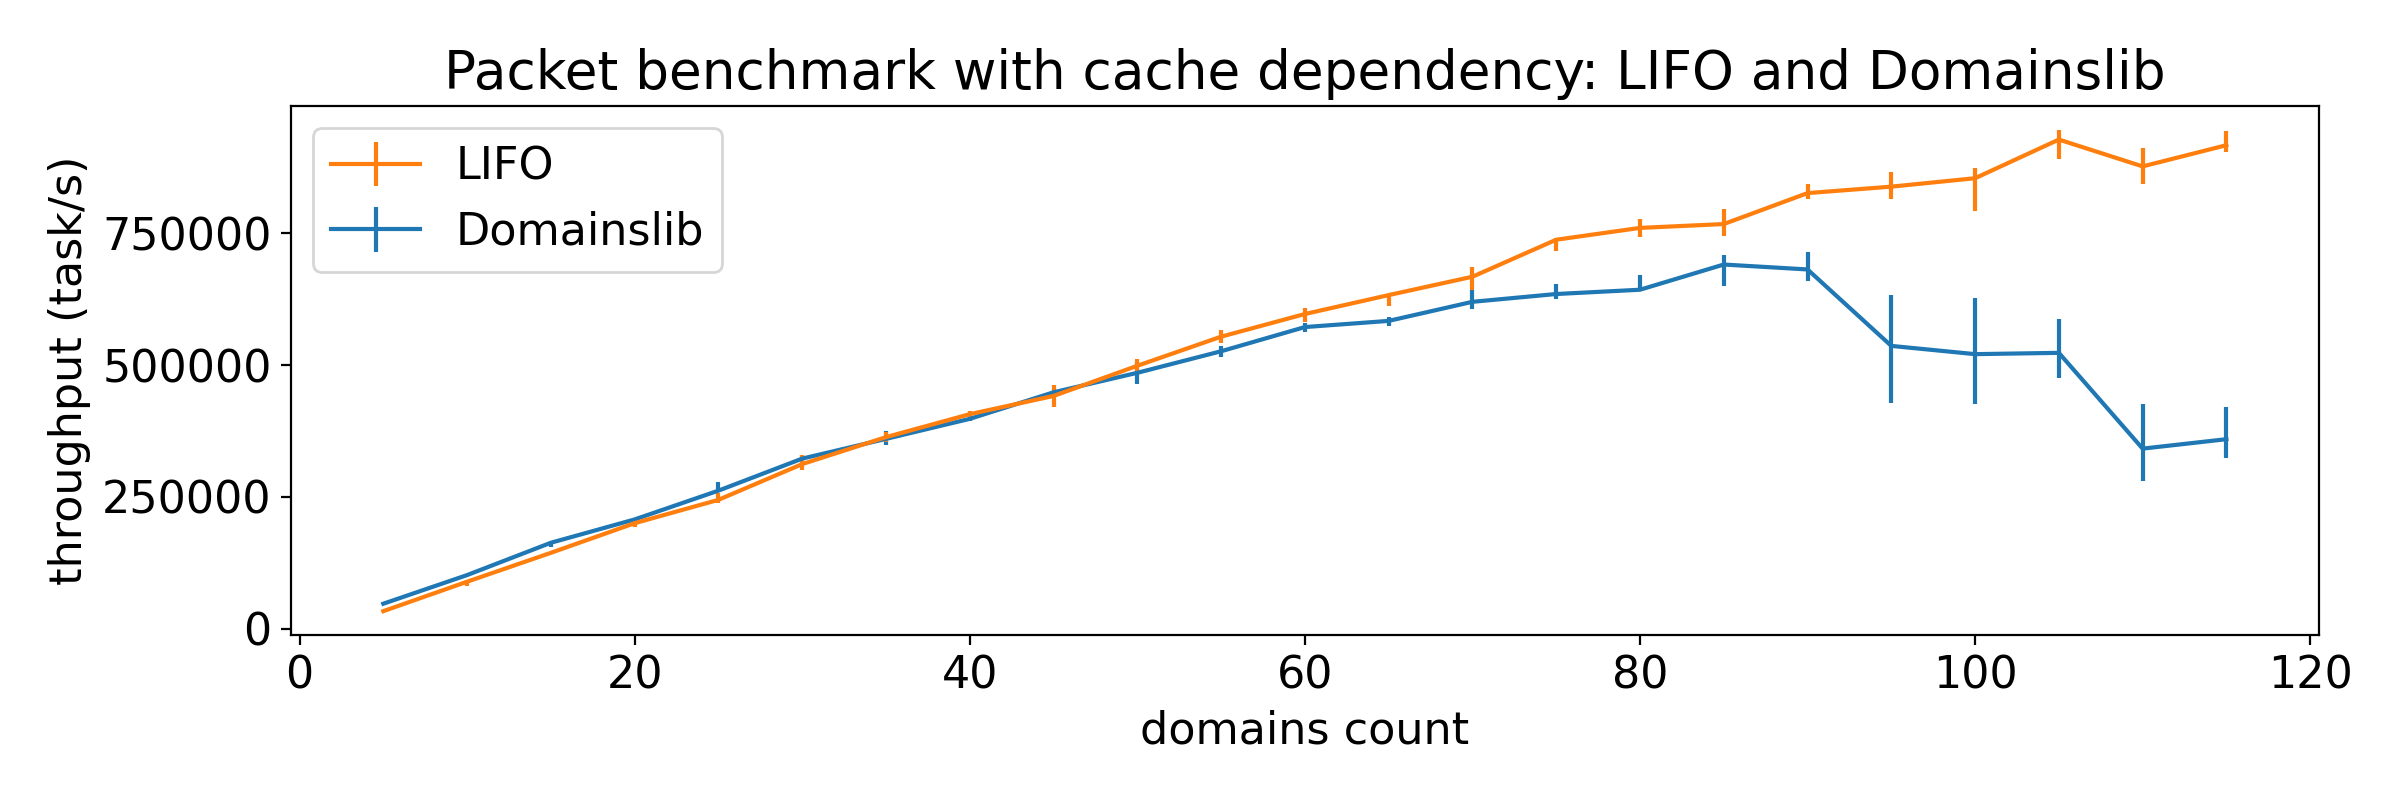 Packet benchmark with cache dependency: LIFO and Domainslib
LIFO
Domainslib
throughput (task/s)
750000
500000
250000
0
0 20 40 60 80 100 120
domains count